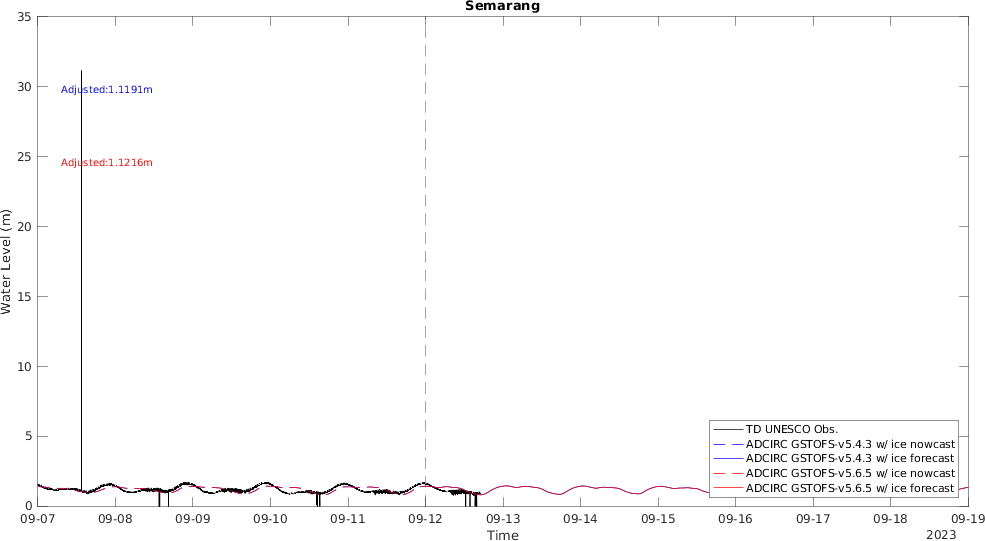 Semarang
35
30
25
20
15
10
5
0
Water Level (m)
Adjusted:1.1191m
Adjusted:1.1216m
TD UNESCO Obs.
ADCIRC GSTOFS-v5.4.3 w/ ice nowcast
ADCIRC GSTOFS-v5.4.3 w/ ice forecast
ADCIRC GSTOFS-v5.6.5 w/ ice nowcast
ADCIRC GSTOFS-v5.6.5 w/ ice forecast
09-07 09-08 09-09 09-10 09-11 09-12 09-13 09-14 09-15 09-16 09-17 09-18 09-19
Time
2023